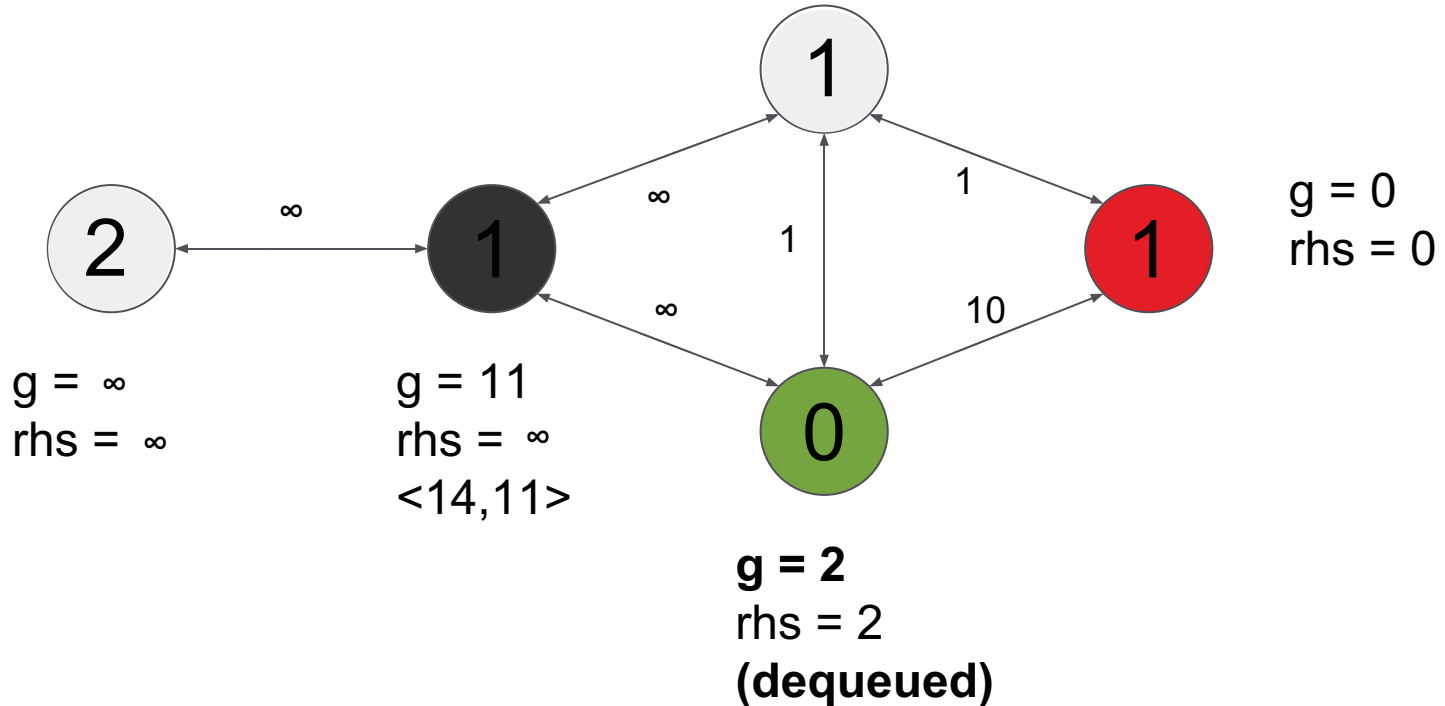 1
1
g = 0
rhs = 0
∞
∞
1
2
1
1
∞
10
g = ∞
rhs = ∞
g = 11
rhs = ∞
<14,11>
0
g = 2
rhs = 2
(dequeued)